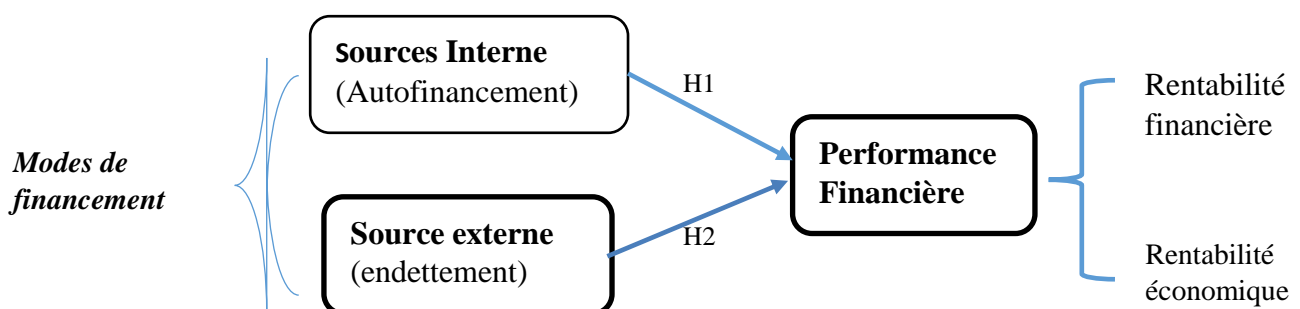 Modes de
financement
Sources Interne
(Autofinancement)
Source externe
(endettement)
H1
H2
Performance
Financière
Rentabilité
financière
Rentabilité
économique